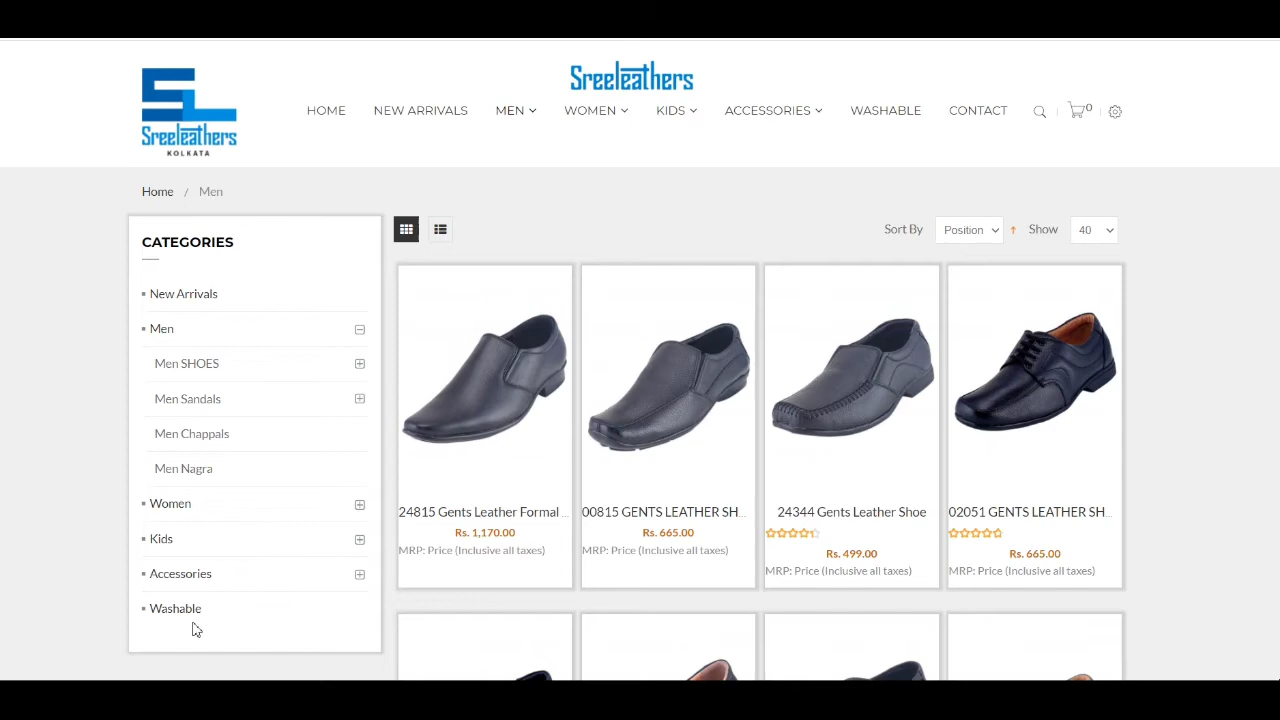 Sreeleathers
SL
Sreeleathers
KOLKATA
HOME NEW ARRIVALS MEN WOMEN KIDS ACCESSORIES WASHABLE CONTACT 0
Home / Men
CATEGORIES
New Arrivals
Men
Men SHOES
Men Sandals
Men Chappals
Men Nagra
Women
Kids
Accessories
Washable
Sort By Position Show 40
24815 Gents Leather Formal ...
Rs. 1,170.00
MRP: Price (Inclusive all taxes)
00815 GENTS LEATHER SH...
Rs. 665.00
MRP: Price (Inclusive all taxes)
24344 Gents Leather Shoe
Rs. 499.00
MRP: Price (Inclusive all taxes)
02051 GENTS LEATHER SH...
Rs. 665.00
MRP: Price (Inclusive all taxes)